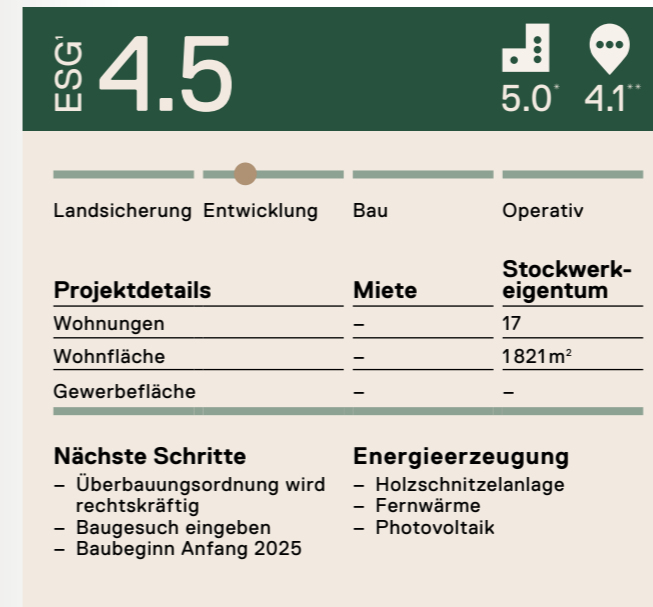 ESG¹ 4.5
5.0* 4.1**
Landsicherung Entwicklung Bau Operativ
Projektdetails Miete Stockwerk-
eigentum
Wohnungen – 17
Wohnfläche – 1821 m²
Gewerbefläche – –
Nächste Schritte
– Überbauungsordnung wird
rechtskräftig
– Baugesuch eingeben
– Baubeginn Anfang 2025
Energieerzeugung
– Holzschnitzelanlage
– Fernwärme
– Photovoltaik